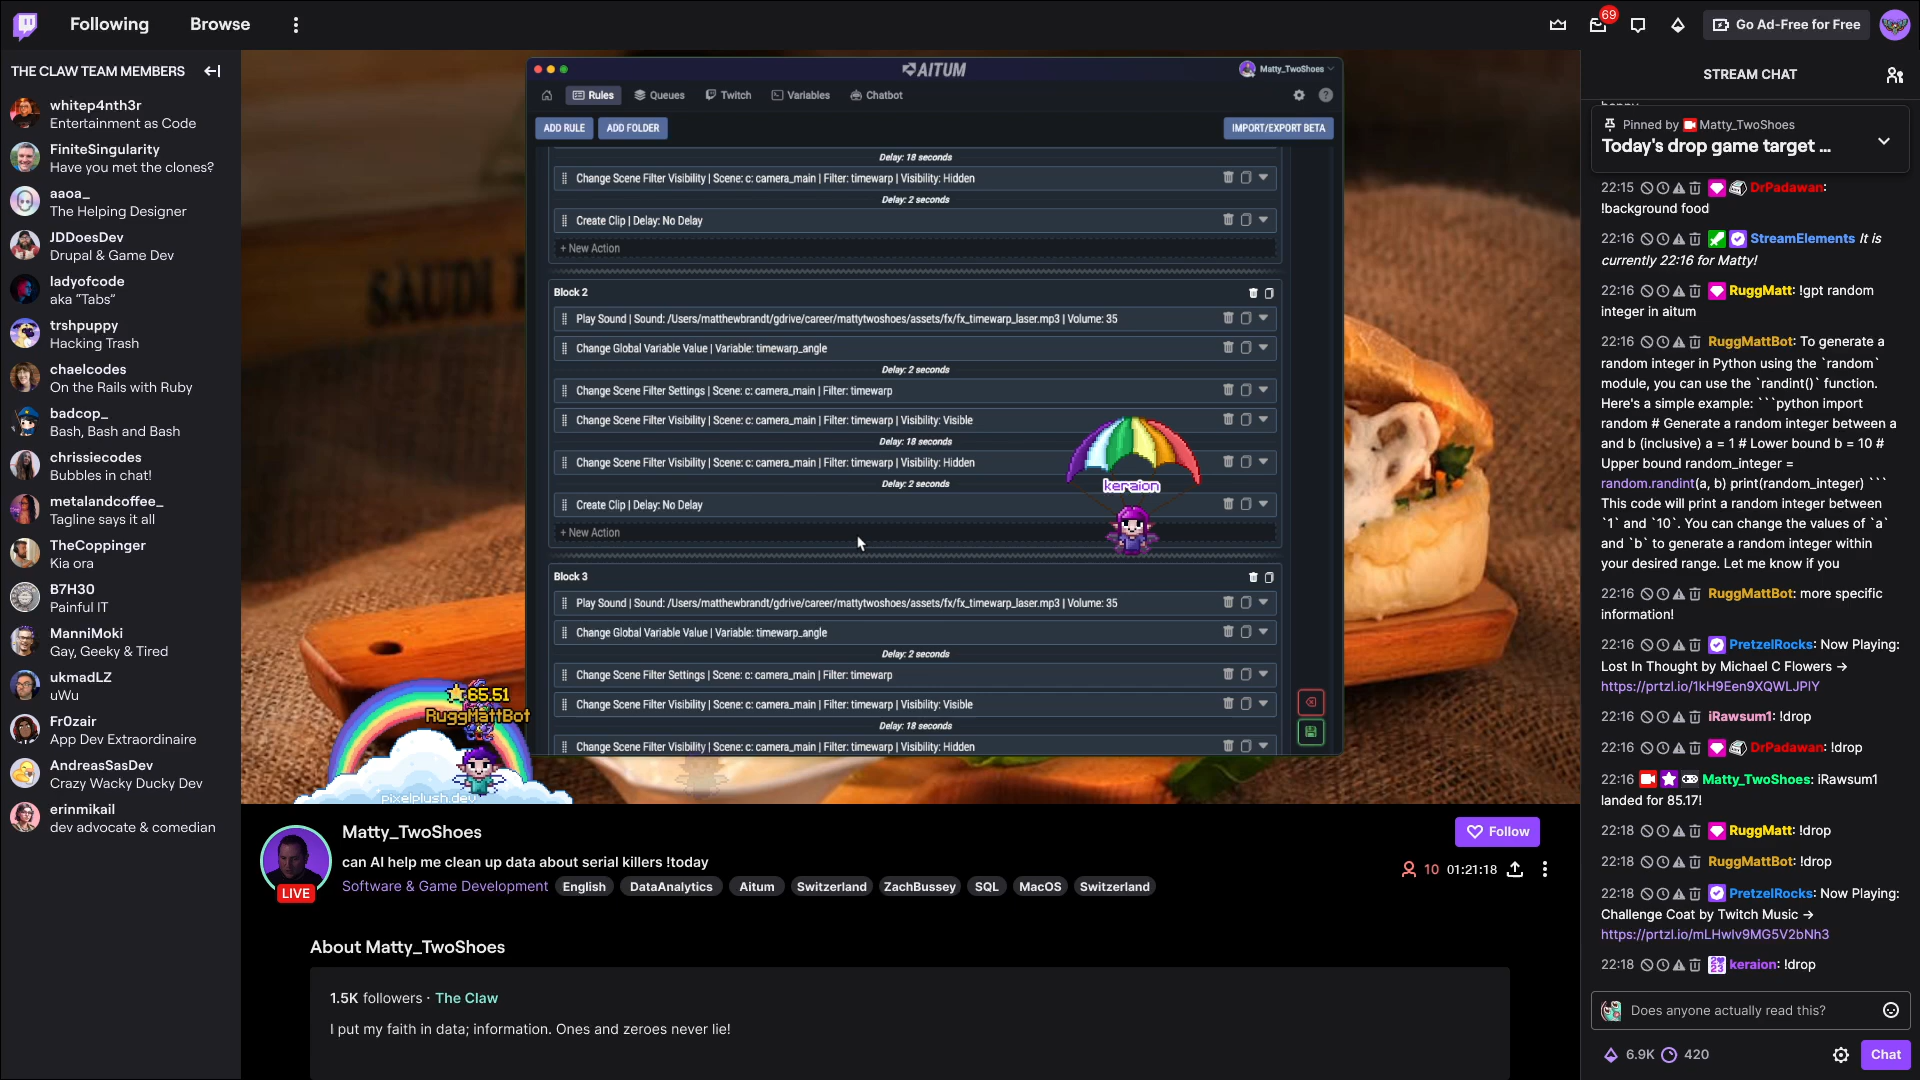 Following
Browse
69
Go Ad-Free for Free
THE CLAW TEAM MEMBERS
whitep4nth3r
Entertainment as Code
FiniteSingularity
Have you met the clones?
aaoa_
The Helping Designer
JDDoesDev
Drupal & Game Dev
ladyofcode
aka “Tabs”
trshpuppy
Hacking Trash
chaelcodes
On the Rails with Ruby
badcop_
Bash, Bash and Bash
chrissiecodes
Bubbles in chat!
metalandcoffee_
Tagline says it all
TheCoppinger
Kia ora
B7H30
Painful IT
ManniMoki
Gay, Geeky & Tired
ukmadLZ
uWu
Fr0zair
App Dev Extraordinaire
AndreasSasDev
Crazy Wacky Ducky Dev
erinmikail
dev advocate & comedian
AITUM
Matty_TwoShoes
Rules
Queues
Twitch
Variables
Chatbot
ADD RULE
ADD FOLDER
IMPORT/EXPORT BETA
Delay: 18 seconds
Change Scene Filter Visibility | Scene: c: camera_main | Filter: timewarp | Visibility: Hidden
Delay: 2 seconds
Create Clip | Delay: No Delay
+ New Action
Block 2
Play Sound | Sound: /Users/matthewbrandt/gdrive/career/mattytwoshoes/assets/fx/fx_timewarp_laser.mp3 | Volume: 35
Change Global Variable Value | Variable: timewarp_angle
Delay: 2 seconds
Change Scene Filter Settings | Scene: c: camera_main | Filter: timewarp
Change Scene Filter Visibility | Scene: c: camera_main | Filter: timewarp | Visibility: Visible
Delay: 18 seconds
Change Scene Filter Visibility | Scene: c: camera_main | Filter: timewarp | Visibility: Hidden
Delay: 2 seconds
Create Clip | Delay: No Delay
+ New Action
Block 3
Play Sound | Sound: /Users/matthewbrandt/gdrive/career/mattytwoshoes/assets/fx/fx_timewarp_laser.mp3 | Volume: 35
Change Global Variable Value | Variable: timewarp_angle
Delay: 2 seconds
Change Scene Filter Settings | Scene: c: camera_main | Filter: timewarp
Change Scene Filter Visibility | Scene: c: camera_main | Filter: timewarp | Visibility: Visible
Delay: 18 seconds
Change Scene Filter Visibility | Scene: c: camera_main | Filter: timewarp | Visibility: Hidden
SAUDI
keraion
65.51
RuggMattBot
pixelplush.dev
LIVE
Matty_TwoShoes
can AI help me clean up data about serial killers !today
Software & Game Development English DataAnalytics Aitum Switzerland ZachBussey SQL MacOS Switzerland
Follow
10 01:21:18
About Matty_TwoShoes
1.5K followers · The Claw
I put my faith in data; information. Ones and zeroes never lie!
STREAM CHAT
Pinned by Matty_TwoShoes
Today's drop game target ...
22:15 DrPadawan:
!background food
22:16 StreamElements It is
currently 22:16 for Matty!
22:16 RuggMatt: !gpt random
integer in aitum
22:16 RuggMattBot: To generate a
random integer in Python using the `random`
module, you can use the `randint()` function.
Here's a simple example: ```python import
random # Generate a random integer between a
and b (inclusive) a = 1 # Lower bound b = 10 #
Upper bound random_integer =
random.randint(a, b) print(random_integer) ```
This code will print a random integer between
`1` and `10`. You can change the values of `a`
and `b` to generate a random integer within
your desired range. Let me know if you
22:16 RuggMattBot: more specific
information!
22:16 PretzelRocks: Now Playing:
Lost In Thought by Michael C Flowers ->
https://prtzl.io/1kH9Een9XQWLJPlY
22:16 iRawsum1: !drop
22:16 DrPadawan: !drop
22:16 Matty_TwoShoes: iRawsum1
landed for 85.17!
22:18 RuggMatt: !drop
22:18 RuggMattBot: !drop
22:18 PretzelRocks: Now Playing:
Challenge Coat by Twitch Music ->
https://prtzl.io/mLHwlv9MG5V2bNh3
22:18 keraion: !drop
Does anyone actually read this?
6.9K 420
Chat